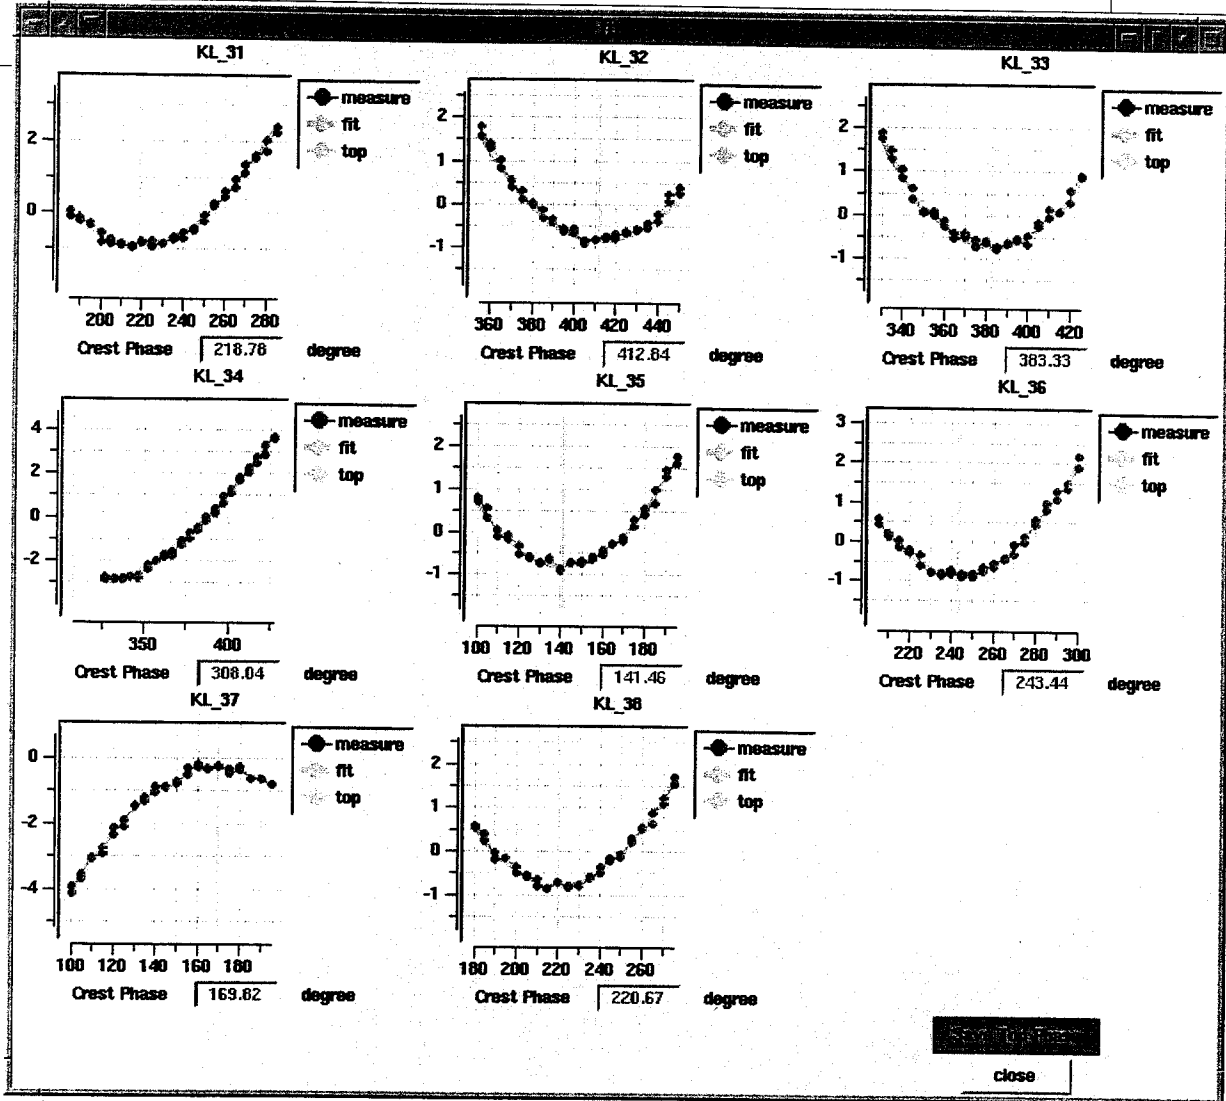 KL_31
measure
fit
top
2
0
200 220 240 260 280
Crest Phase 218.78 degree
KL_32
measure
fit
top
2
1
0
-1
360 380 400 420 440
Crest Phase 412.84 degree
KL_33
measure
fit
top
2
1
0
-1
340 360 380 400 420
Crest Phase 383.33 degree
KL_34
measure
fit
top
4
2
0
-2
350 400
Crest Phase 308.04 degree
KL_35
measure
fit
top
2
1
0
-1
100 120 140 160 180
Crest Phase 141.46 degree
KL_36
measure
fit
top
3
2
1
0
-1
220 240 260 280 300
Crest Phase 243.44 degree
KL_37
measure
fit
top
0
-2
-4
100 120 140 160 180
Crest Phase 169.82 degree
KL_38
measure
fit
top
2
1
0
-1
180 200 220 240 260
Crest Phase 220.67 degree
close